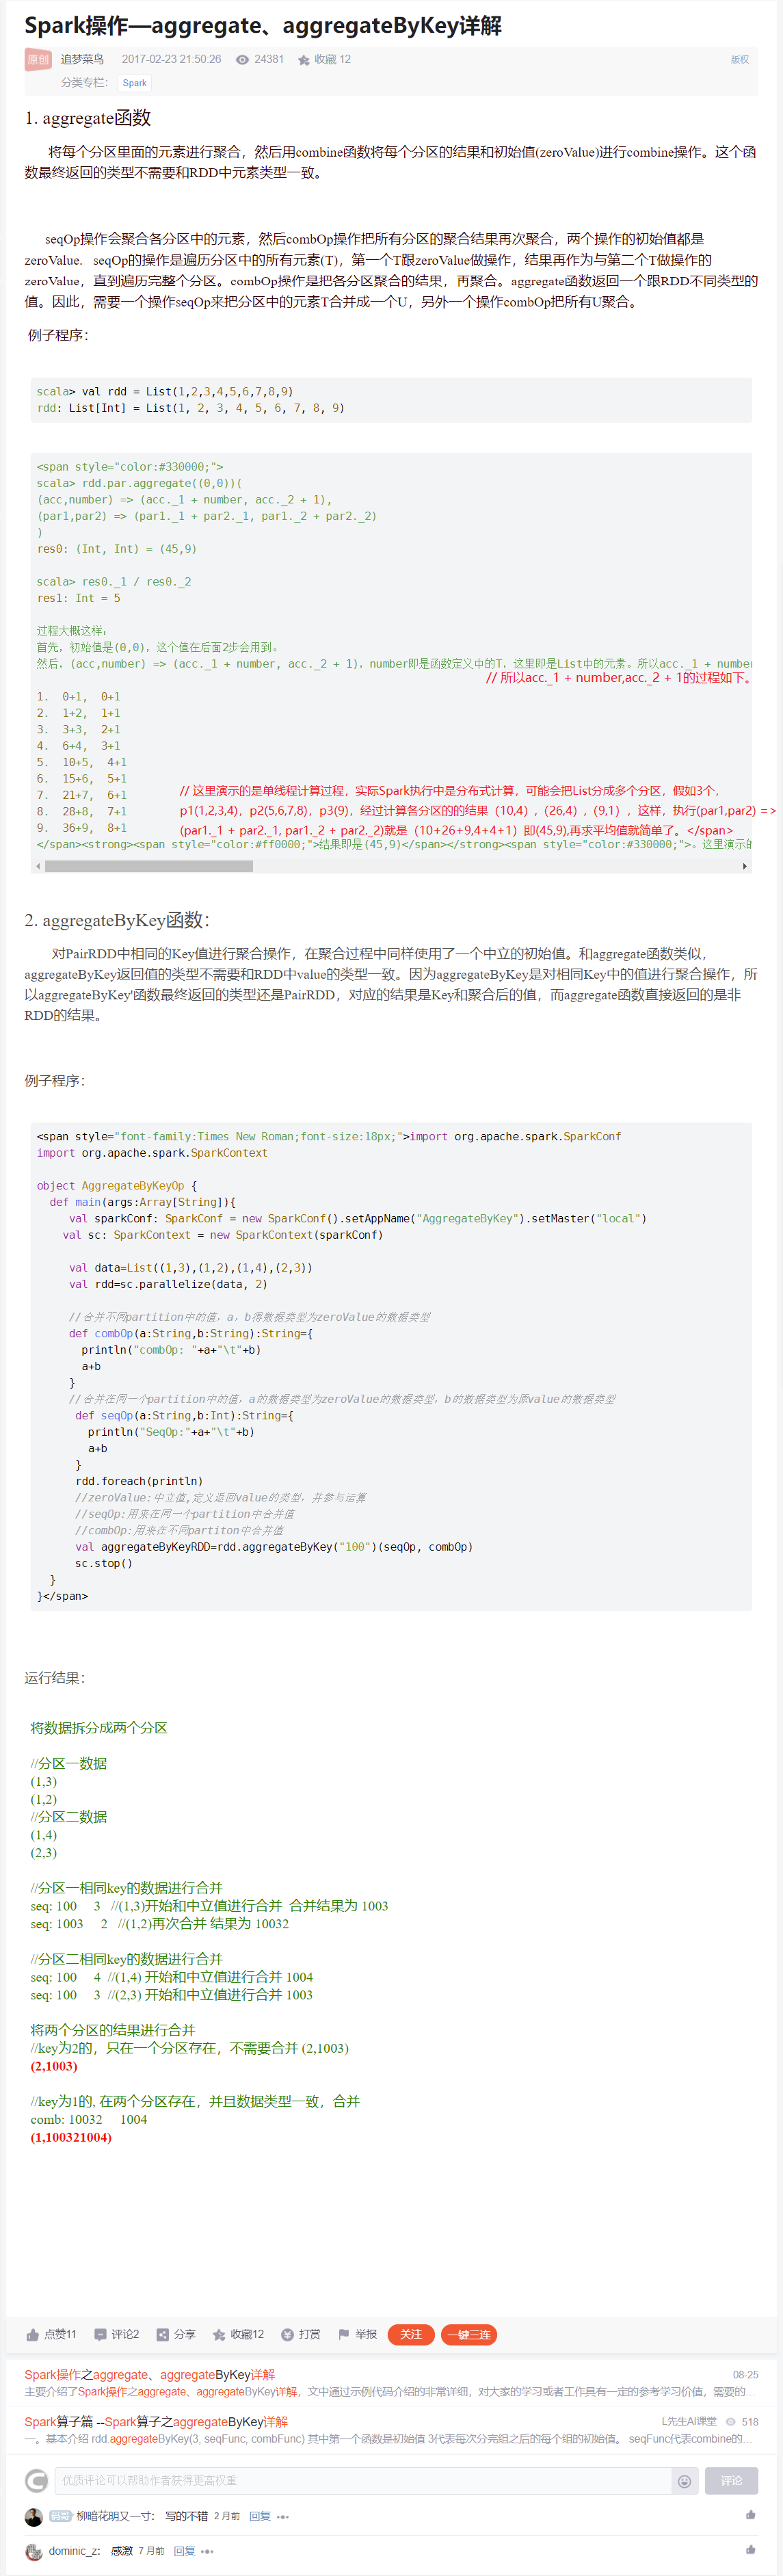 Spark操作—aggregate、aggregateByKey详解
原创 追梦菜鸟 2017-02-23 21:50:26 24381 收藏 12 版权
分类专栏： Spark
1. aggregate函数
将每个分区里面的元素进行聚合，然后用combine函数将每个分区的结果和初始值(zeroValue)进行combine操作。这个函
数最终返回的类型不需要和RDD中元素类型一致。
seqOp操作会聚合各分区中的元素，然后combOp操作把所有分区的聚合结果再次聚合，两个操作的初始值都是
zeroValue. seqOp的操作是遍历分区中的所有元素(T)，第一个T跟zeroValue做操作，结果再作为与第二个T做操作的
zeroValue，直到遍历完整个分区。combOp操作是把各分区聚合的结果，再聚合。aggregate函数返回一个跟RDD不同类型的
值。因此，需要一个操作seqOp来把分区中的元素T合并成一个U，另外一个操作combOp把所有U聚合。
例子程序：
scala> val rdd = List(1,2,3,4,5,6,7,8,9)
rdd: List[Int] = List(1, 2, 3, 4, 5, 6, 7, 8, 9)
<span style="color:#330000;">
scala> rdd.par.aggregate((0,0))(
(acc,number) => (acc._1 + number, acc._2 + 1),
(par1,par2) => (par1._1 + par2._1, par1._2 + par2._2)
)
res0: (Int, Int) = (45,9)
scala> res0._1 / res0._2
res1: Int = 5
过程大概这样：
首先，初始值是(0,0)，这个值在后面2步会用到。
然后，(acc,number) => (acc._1 + number, acc._2 + 1)，number即是函数定义中的T，这里即是List中的元素。所以acc._1 + number
// 所以acc._1 + number,acc._2 + 1的过程如下。
1.  0+1,  0+1
2.  1+2,  1+1
3.  3+3,  2+1
4.  6+4,  3+1
5.  10+5,  4+1
6.  15+6,  5+1
7.  21+7,  6+1 // 这里演示的是单线程计算过程，实际Spark执行中是分布式计算，可能会把List分成多个分区，假如3个，
8.  28+8,  7+1 p1(1,2,3,4)，p2(5,6,7,8)，p3(9)，经过计算各分区的的结果（10,4），(26,4)，(9,1)，这样，执行(par1,par2) =>
9.  36+9,  8+1 (par1._1 + par2._1, par1._2 + par2._2)就是（10+26+9,4+4+1）即(45,9),再求平均值就简单了。</span>
</span><strong><span style="color:#ff0000;">结果即是(45,9)</span></strong><span style="color:#330000;">。这里演示的
2. aggregateByKey函数：
对PairRDD中相同的Key值进行聚合操作，在聚合过程中同样使用了一个中立的初始值。和aggregate函数类似，
aggregateByKey返回值的类型不需要和RDD中value的类型一致。因为aggregateByKey是对相同Key中的值进行聚合操作，所
以aggregateByKey'函数最终返回的类型还是PairRDD，对应的结果是Key和聚合后的值，而aggregate函数直接返回的是非
RDD的结果。
例子程序：
<span style="font-family:Times New Roman;font-size:18px;">import org.apache.spark.SparkConf
import org.apache.spark.SparkContext
object AggregateByKeyOp {
def main(args:Array[String]){
val sparkConf: SparkConf = new SparkConf().setAppName("AggregateByKey").setMaster("local")
val sc: SparkContext = new SparkContext(sparkConf)
val data=List((1,3),(1,2),(1,4),(2,3))
val rdd=sc.parallelize(data, 2)
//合并不同partition中的值，a，b得数据类型为zeroValue的数据类型
def combOp(a:String,b:String):String={
println("combOp: "+a+"\t"+b)
a+b
}
//合并在同一个partition中的值，a的数据类型为zeroValue的数据类型，b的数据类型为原value的数据类型
def seqOp(a:String,b:Int):String={
println("SeqOp:"+a+"\t"+b)
a+b
}
rdd.foreach(println)
//zeroValue:中立值,定义返回value的类型，并参与运算
//seqOp:用来在同一个partition中合并值
//combOp:用来在不同partiton中合并值
val aggregateByKeyRDD=rdd.aggregateByKey("100")(seqOp, combOp)
sc.stop()
}
}</span>
运行结果：
将数据拆分成两个分区
//分区一数据
(1,3)
(1,2)
//分区二数据
(1,4)
(2,3)
//分区一相同key的数据进行合并
seq: 100     3   //(1,3)开始和中立值进行合并  合并结果为 1003
seq: 1003     2   //(1,2)再次合并 结果为 10032
//分区二相同key的数据进行合并
seq: 100     4  //(1,4) 开始和中立值进行合并 1004
seq: 100     3  //(2,3) 开始和中立值进行合并 1003
将两个分区的结果进行合并
//key为2的，只在一个分区存在，不需要合并 (2,1003)
(2,1003)
//key为1的, 在两个分区存在，并且数据类型一致，合并
comb: 10032     1004
(1,100321004)
点赞11 评论2 分享 收藏12 打赏 举报 关注 一键三连
Spark操作之aggregate、aggregateByKey详解 08-25
主要介绍了Spark操作之aggregate、aggregateByKey详解，文中通过示例代码介绍的非常详细，对大家的学习或者工作具有一定的参考学习价值，需要的...
Spark算子篇 --Spark算子之aggregateByKey详解 L先生AI课堂 518
一。基本介绍 rdd.aggregateByKey(3, seqFunc, combFunc) 其中第一个函数是初始值 3代表每次分完组之后的每个组的初始值。 seqFunc代表combine的...
优质评论可以帮助作者获得更高权重 评论
码哥 柳暗花明又一寸： 写的不错 2 月前 回复
dominic_z： 感激 7 月前 回复